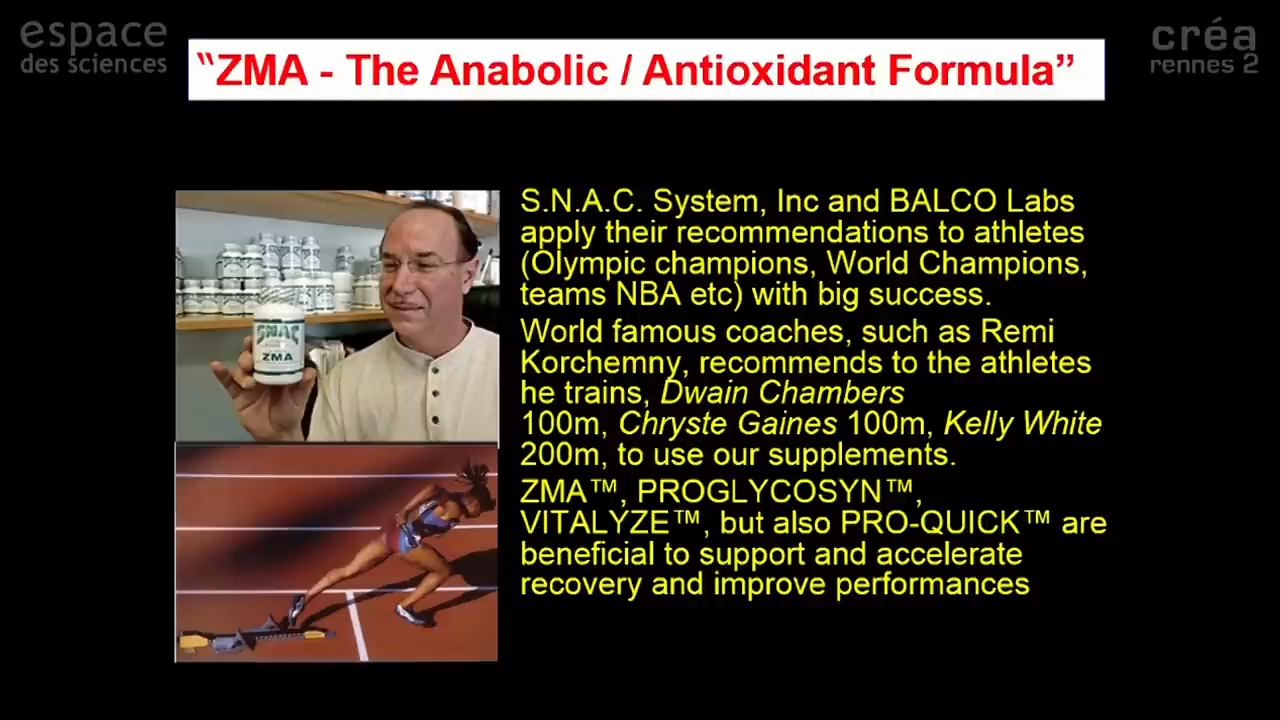 espace
des sciences
créa
rennes 2
“ZMA - The Anabolic / Antioxidant Formula”
SNAC
ZMA
S.N.A.C. System, Inc and BALCO Labs
apply their recommendations to athletes
(Olympic champions, World Champions,
teams NBA etc) with big success.
World famous coaches, such as Remi
Korchemny, recommends to the athletes
he trains, Dwain Chambers
100m, Chryste Gaines 100m, Kelly White
200m, to use our supplements.
ZMA™, PROGLYCOSYN™,
VITALYZE™, but also PRO-QUICK™ are
beneficial to support and accelerate
recovery and improve performances